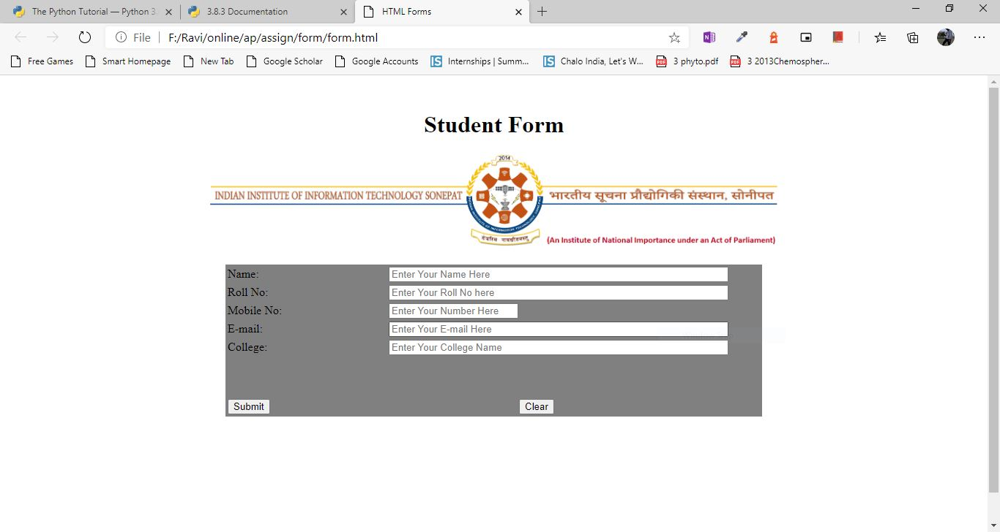 The Python Tutorial — Python 3.
3.8.3 Documentation
HTML Forms
File
F:/Ravi/online/ap/assign/form/form.html
Free Games
Smart Homepage
New Tab
Google Scholar
Google Accounts
IS Internships | Summ...
IS Chalo India, Let's W...
PDF 3 phyto.pdf
PDF 3 2013Chemospher...
Student Form
2014
INDIAN INSTITUTE OF INFORMATION TECHNOLOGY SONEPAT
भारतीय सूचना प्रौद्योगिकी संस्थान, सोनीपत
(An Institute of National Importance under an Act of Parliament)
Name: Enter Your Name Here
Roll No: Enter Your Roll No here
Mobile No: Enter Your Number Here
E-mail: Enter Your E-mail Here
College: Enter Your College Name
Submit Clear